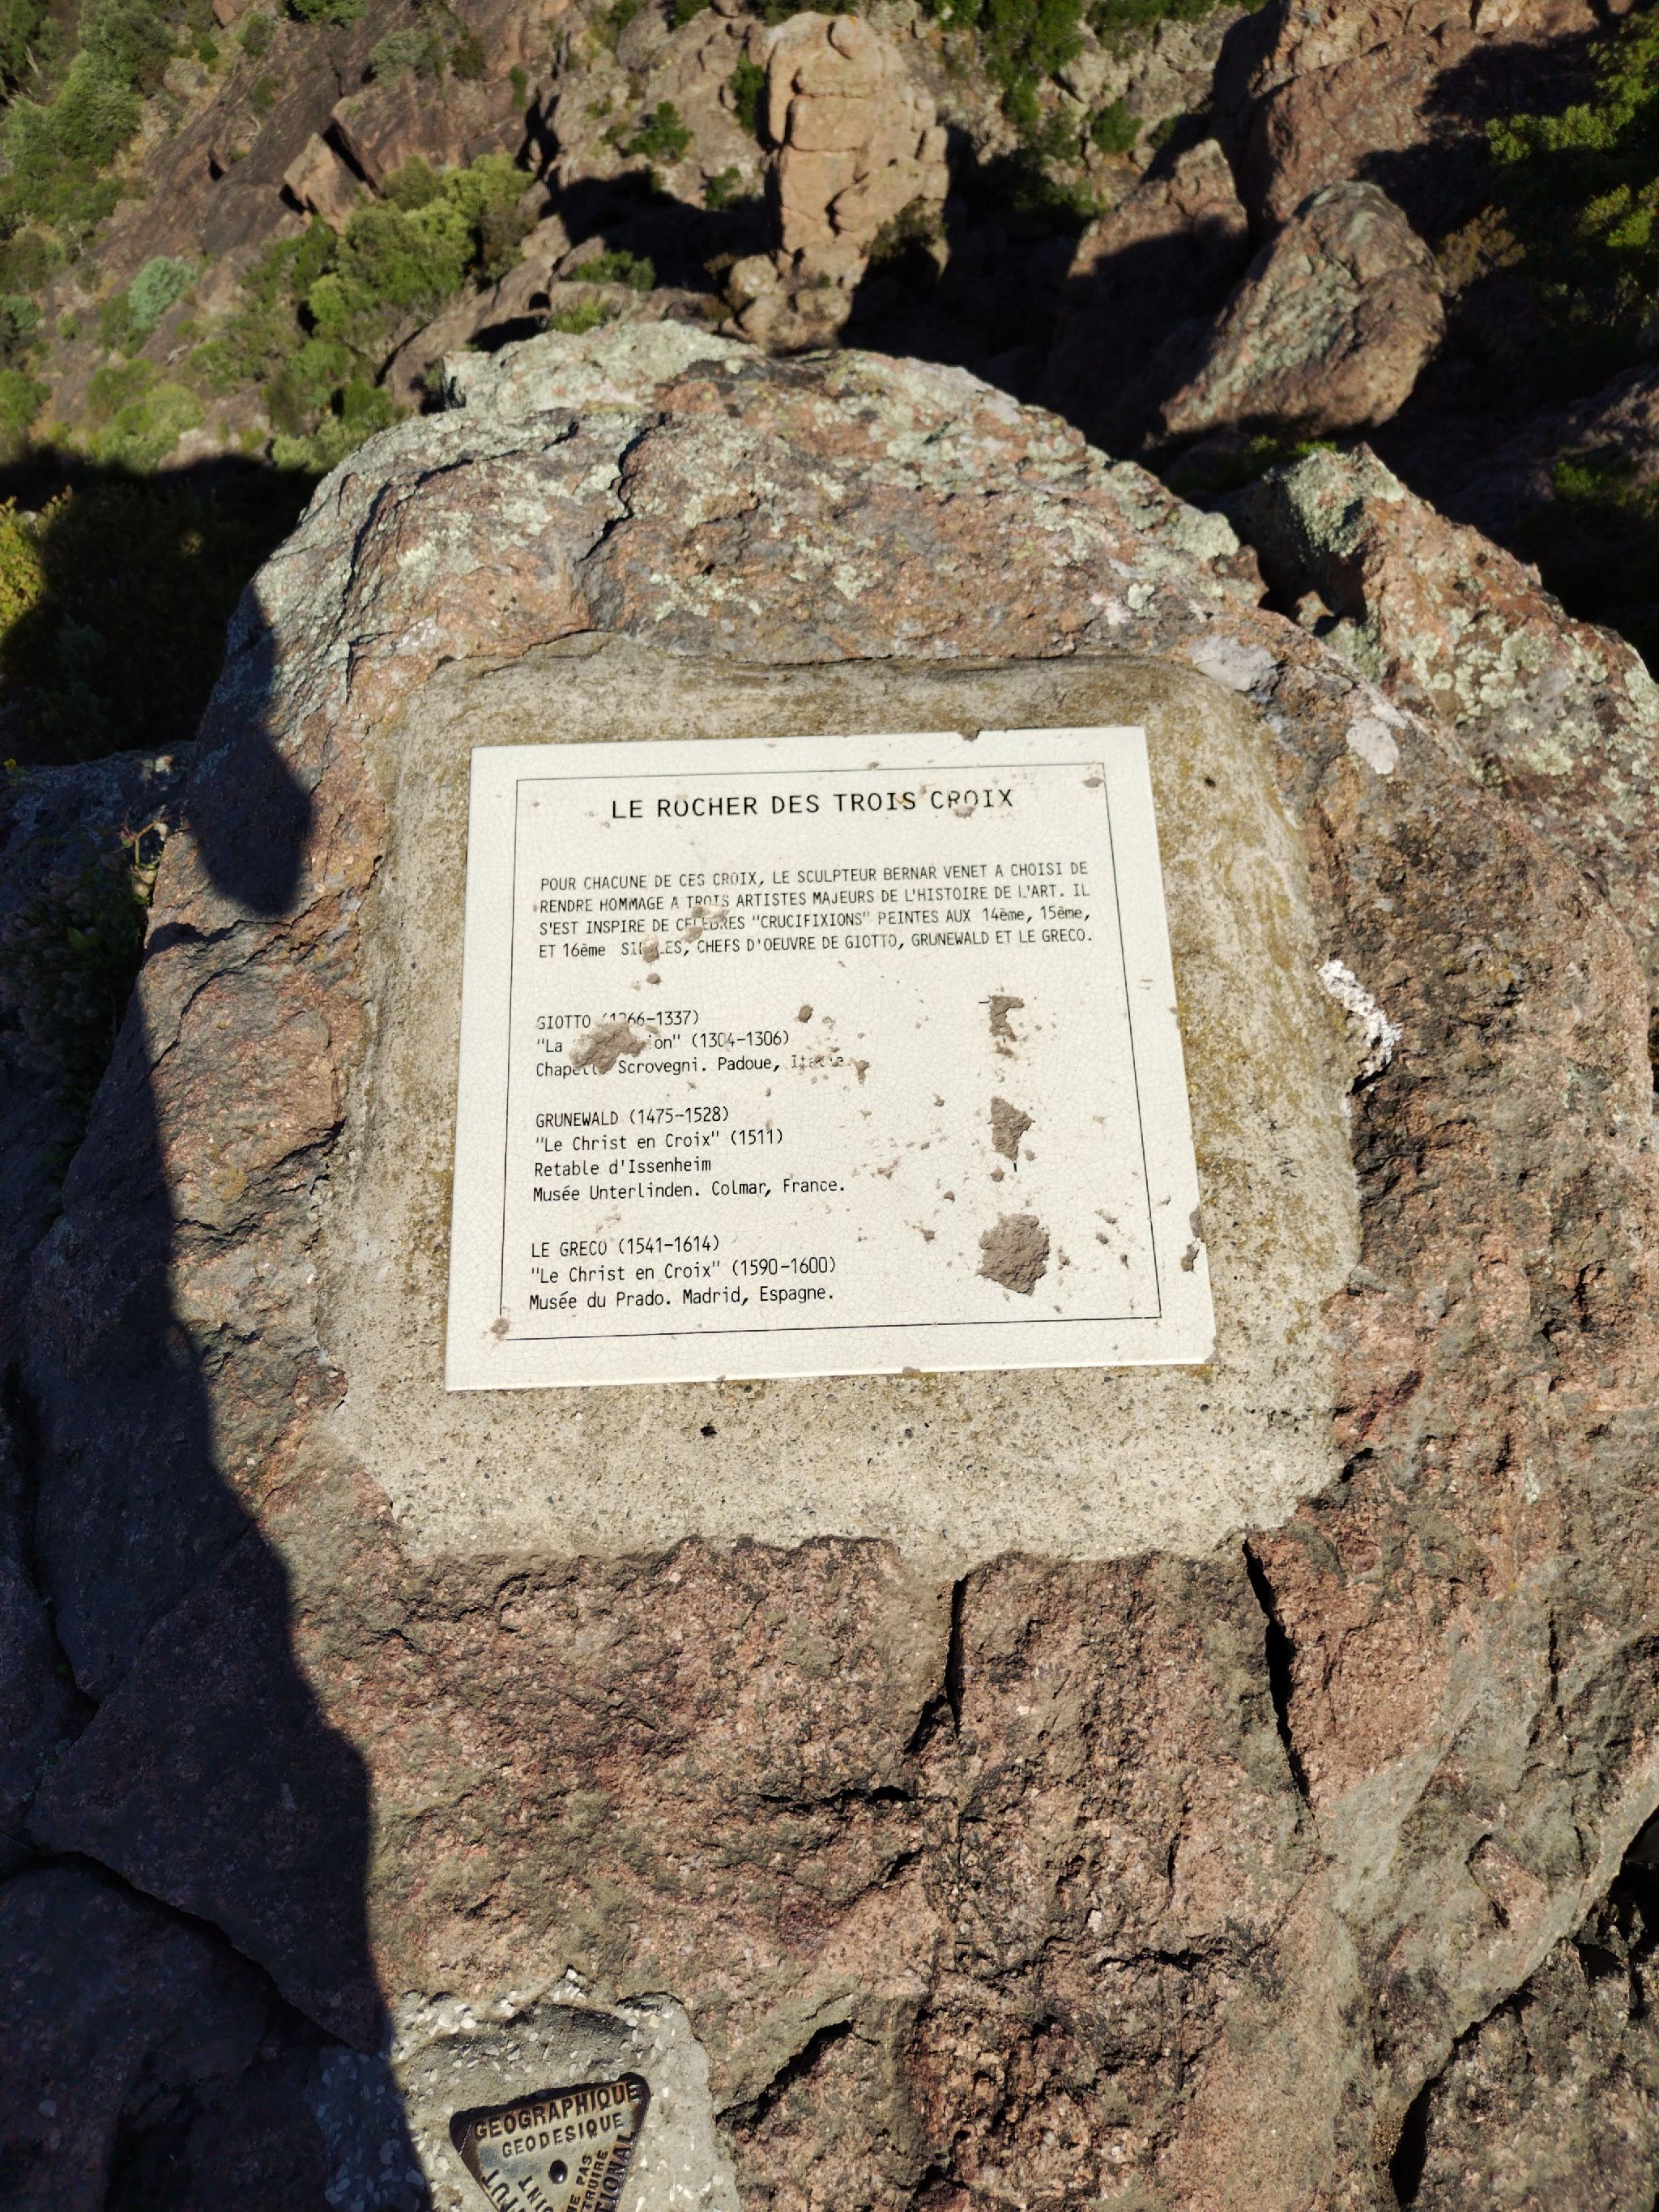 LE ROCHER DES TROIS CROIX
POUR CHACUNE DE CES CROIX, LE SCULPTEUR BERNAR VENET A CHOISI DE
RENDRE HOMMAGE A TROIS ARTISTES MAJEURS DE L'HISTOIRE DE L'ART. IL
S'EST INSPIRE DE CELEBRES "CRUCIFIXIONS" PEINTES AUX 14ème, 15ème,
ET 16ème SIECLES, CHEFS D'OEUVRE DE GIOTTO, GRUNEWALD ET LE GRECO.
GIOTTO (1266-1337)
"La (1304-1306)
Chapelle Scrovegni. Padoue, Italie.
GRUNEWALD (1475-1528)
"Le Christ en Croix" (1511)
Retable d'Issenheim
Musée Unterlinden. Colmar, France.
LE GRECO (1541-1614)
"Le Christ en Croix" (1590-1600)
Musée du Prado. Madrid, Espagne.
GEOGRAPHIQUE
GEODESIQUE
NE PAS